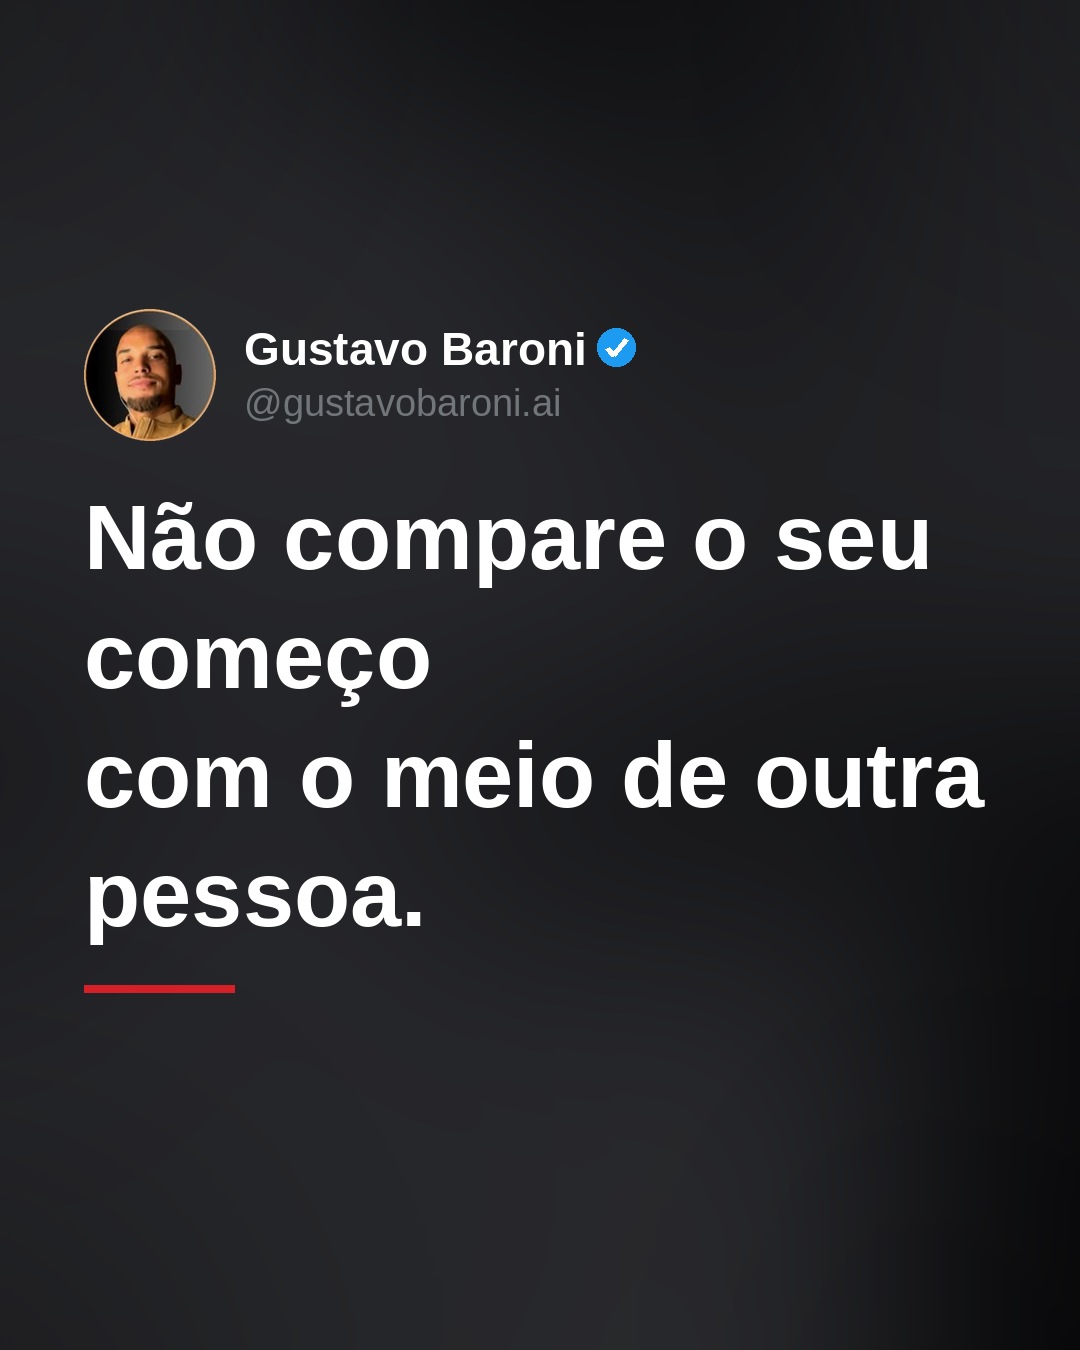 Gustavo Baroni
@gustavobaroni.ai
Não compare o seu
começo
com o meio de outra
pessoa.